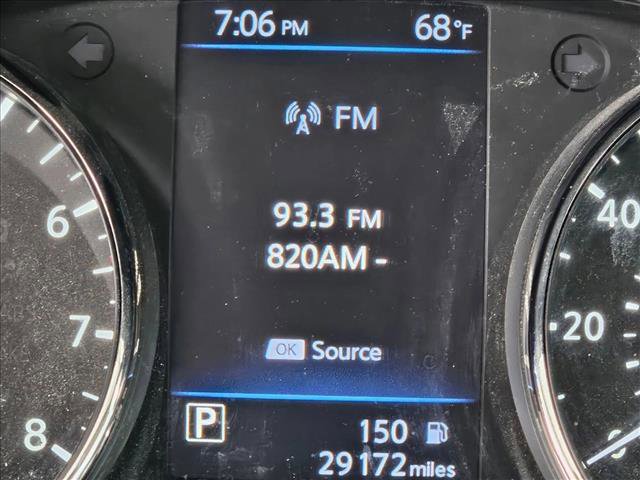 7:06 PM 68°F
FM
93.3 FM
820AM -
OK Source
P 150
29172 miles
6
7
8
40
20
0